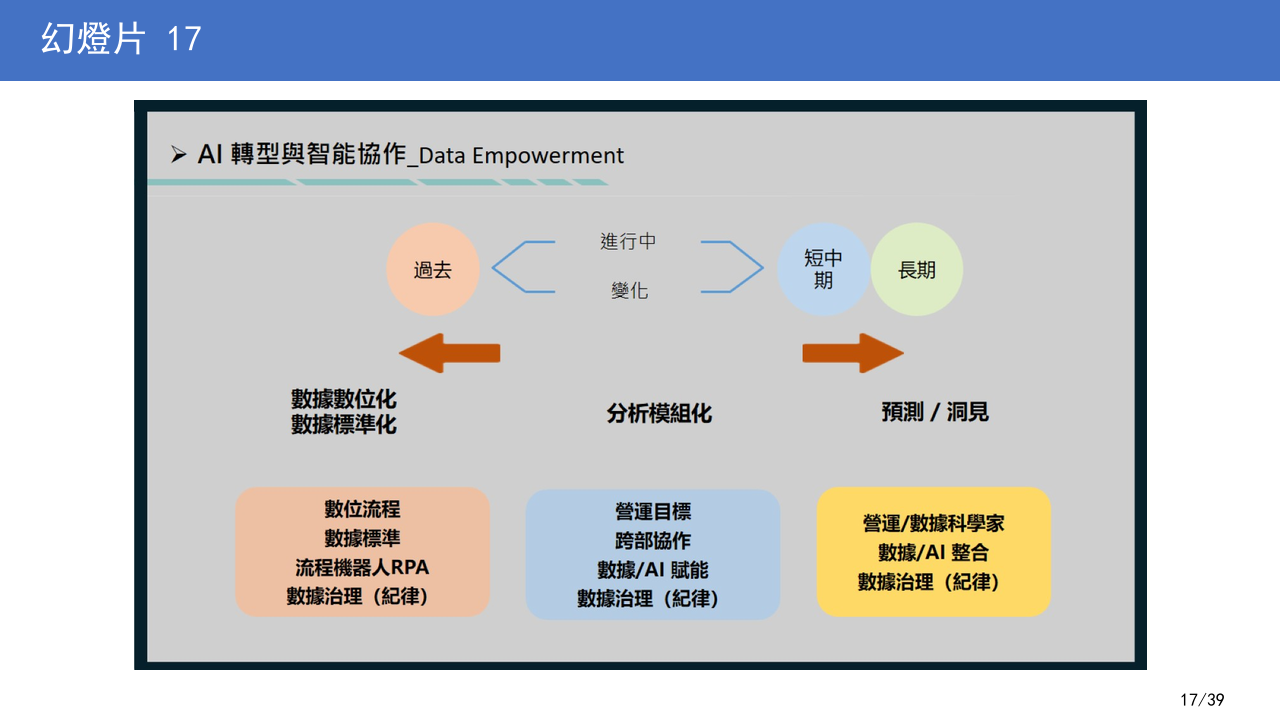 幻燈片 17
➢ AI 轉型與智能協作_Data Empowerment
過去
進行中
變化
短中
期
長期
數據數位化
數據標準化
分析模組化
預測 / 洞見
數位流程
數據標準
流程機器人RPA
數據治理（紀律）
營運目標
跨部協作
數據/AI 賦能
數據治理（紀律）
營運/數據科學家
數據/AI 整合
數據治理（紀律）
17/39